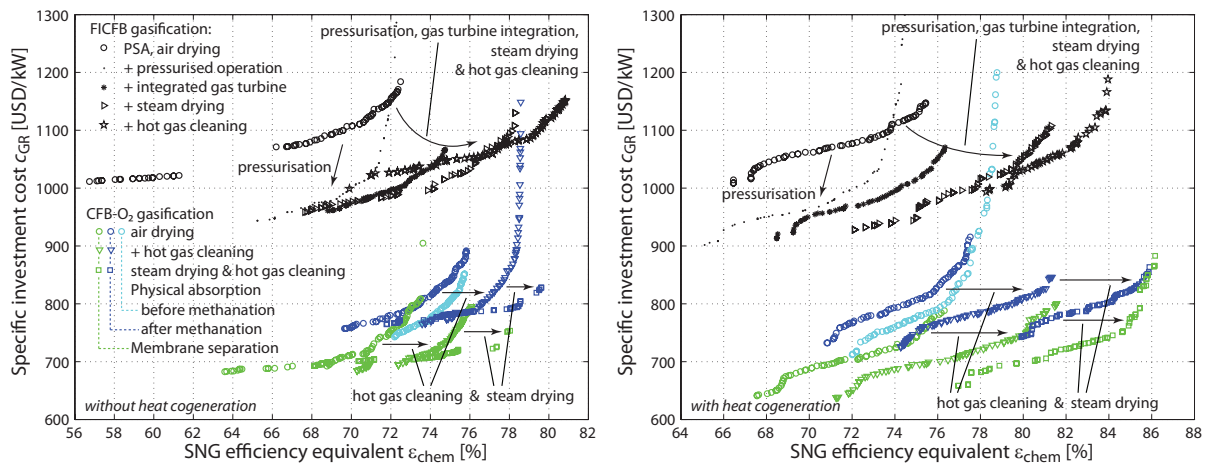 1300
1200
1100
1000
900
800
700
600
Specific investment cost c_GR [USD/kW]
FICFB gasification:
PSA, air drying
+ pressurised operation
+ integrated gas turbine
+ steam drying
+ hot gas cleaning
pressurisation, gas turbine integration,
steam drying
& hot gas cleaning
pressurisation
CFB-O₂ gasification
air drying
+ hot gas cleaning
steam drying & hot gas cleaning
Physical absorption
before methanation
after methanation
Membrane separation
hot gas cleaning & steam drying
without heat cogeneration
56 58 60 62 64 66 68 70 72 74 76 78 80 82
SNG efficiency equivalent ε_chem [%]
1300
1200
1100
1000
900
800
700
600
Specific investment cost c_GR [USD/kW]
pressurisation, gas turbine integration,
steam drying
& hot gas cleaning
pressurisation
hot gas cleaning & steam drying
with heat cogeneration
64 66 68 70 72 74 76 78 80 82 84 86 88
SNG efficiency equivalent ε_chem [%]